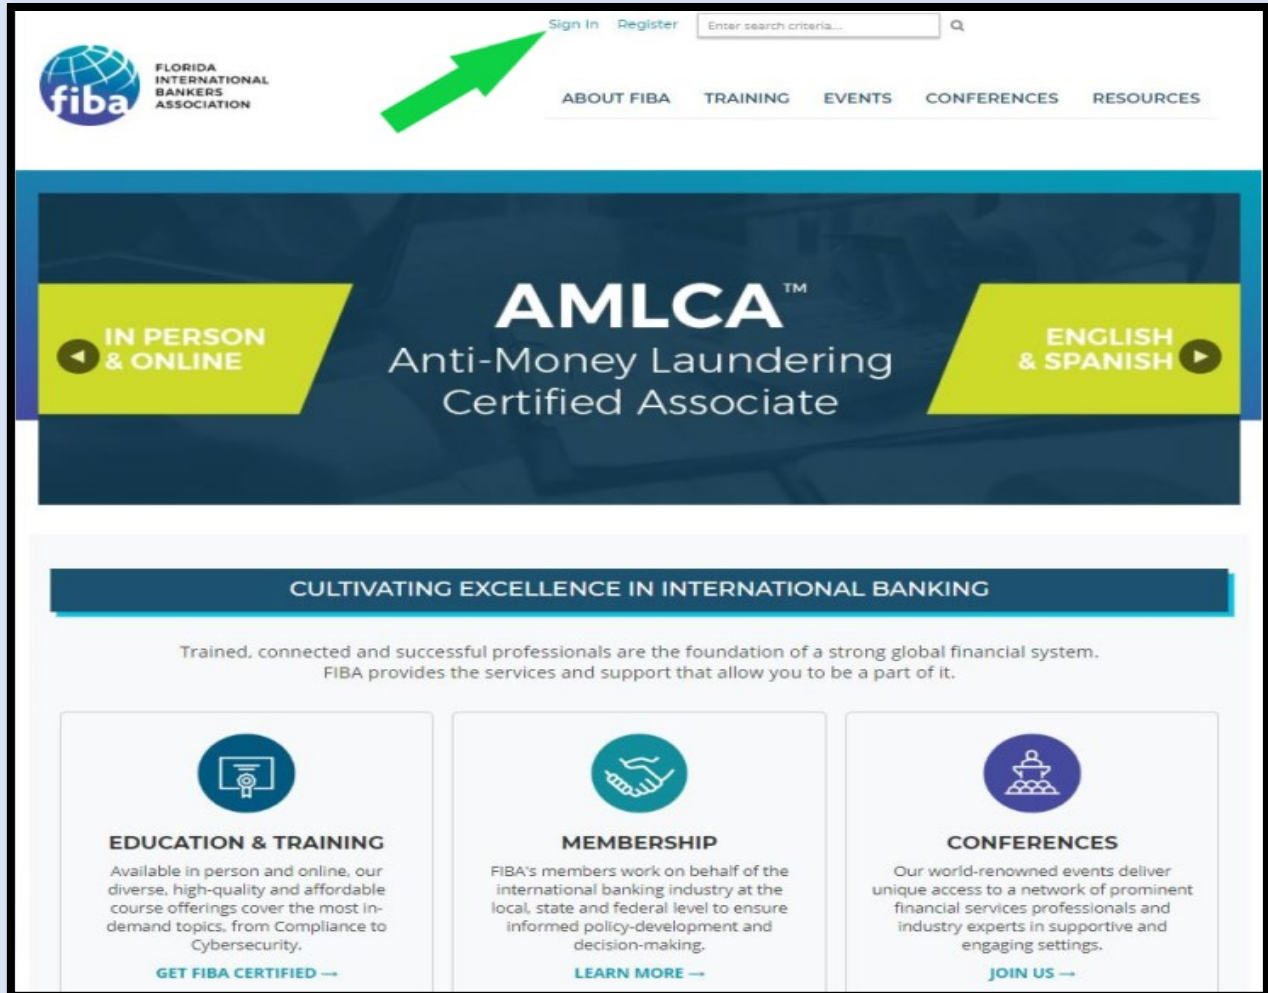 Sign In Register Enter search criteria...
fiba
FLORIDA
INTERNATIONAL
BANKERS
ASSOCIATION
ABOUT FIBA TRAINING EVENTS CONFERENCES RESOURCES
IN PERSON
& ONLINE
AMLCA™
Anti-Money Laundering
Certified Associate
ENGLISH
& SPANISH
CULTIVATING EXCELLENCE IN INTERNATIONAL BANKING
Trained, connected and successful professionals are the foundation of a strong global financial system.
FIBA provides the services and support that allow you to be a part of it.
EDUCATION & TRAINING
Available in person and online, our
diverse, high-quality and affordable
course offerings cover the most in-
demand topics, from Compliance to
Cybersecurity.
GET FIBA CERTIFIED →
MEMBERSHIP
FIBA's members work on behalf of the
international banking industry at the
local, state and federal level to ensure
informed policy-development and
decision-making.
LEARN MORE →
CONFERENCES
Our world-renowned events deliver
unique access to a network of prominent
financial services professionals and
industry experts in supportive and
engaging settings.
JOIN US →